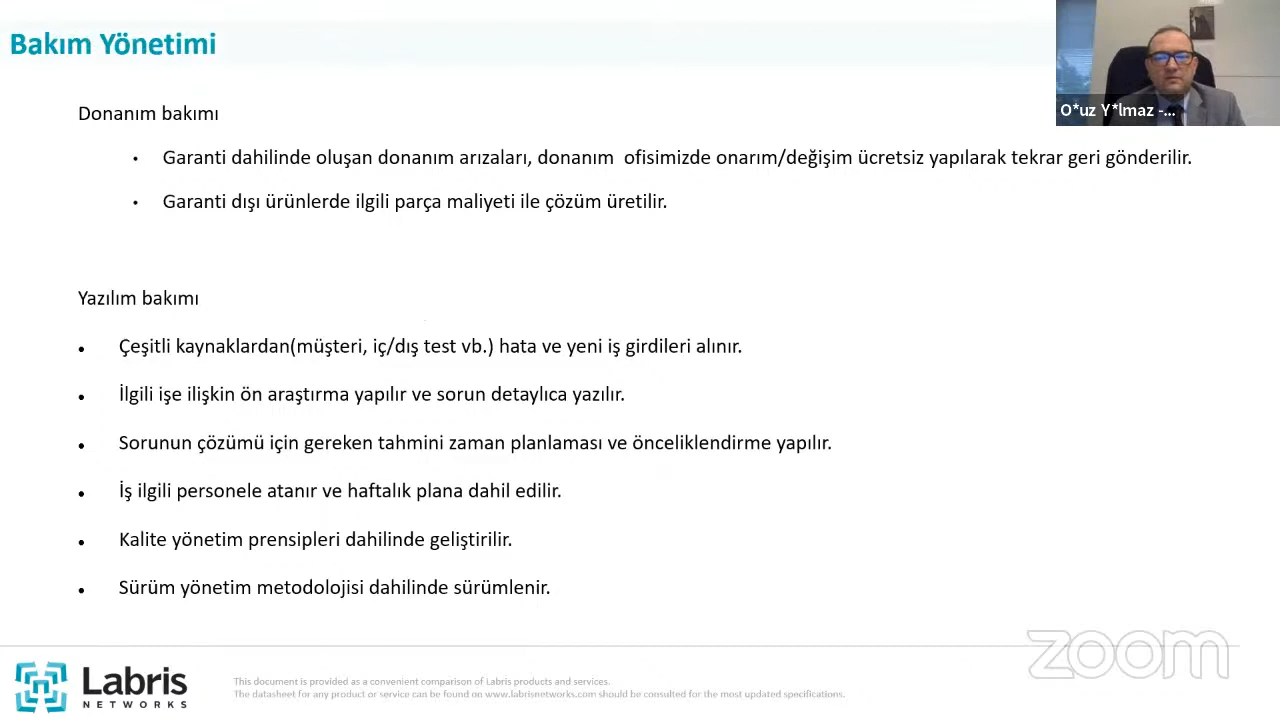 Bakım Yönetimi
O*uz Y*lmaz -...
Donanım bakımı
• Garanti dahilinde oluşan donanım arızaları, donanım ofisimizde onarım/değişim ücretsiz yapılarak tekrar geri gönderilir.
• Garanti dışı ürünlerde ilgili parça maliyeti ile çözüm üretilir.
Yazılım bakımı
• Çeşitli kaynaklardan(müşteri, iç/dış test vb.) hata ve yeni iş girdileri alınır.
• İlgili işe ilişkin ön araştırma yapılır ve sorun detaylıca yazılır.
• Sorunun çözümü için gereken tahmini zaman planlaması ve önceliklendirme yapılır.
• İş ilgili personele atanır ve haftalık plana dahil edilir.
• Kalite yönetim prensipleri dahilinde geliştirilir.
• Sürüm yönetim metodolojisi dahilinde sürümlenir.
zoom
Labris
NETWORKS
This document is provided as a convenient comparison of Labris products and services.
The datasheet for any product or service can be found on www.labrisnetworks.com should be consulted for the most updated specifications.